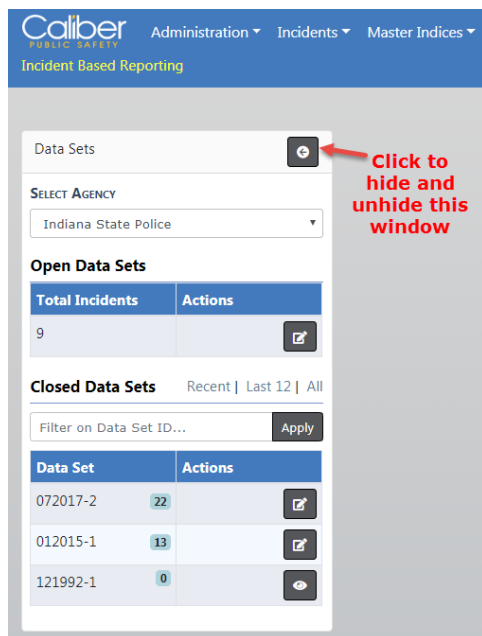 Caliber
PUBLIC SAFETY
Administration Incidents Master Indices
Incident Based Reporting
Data Sets
Click to
hide and
unhide this
window
SELECT AGENCY
Indiana State Police
Open Data Sets
Total Incidents Actions
9
Closed Data Sets Recent | Last 12 | All
Filter on Data Set ID... Apply
Data Set Actions
072017-2 22
012015-1 13
121992-1 0